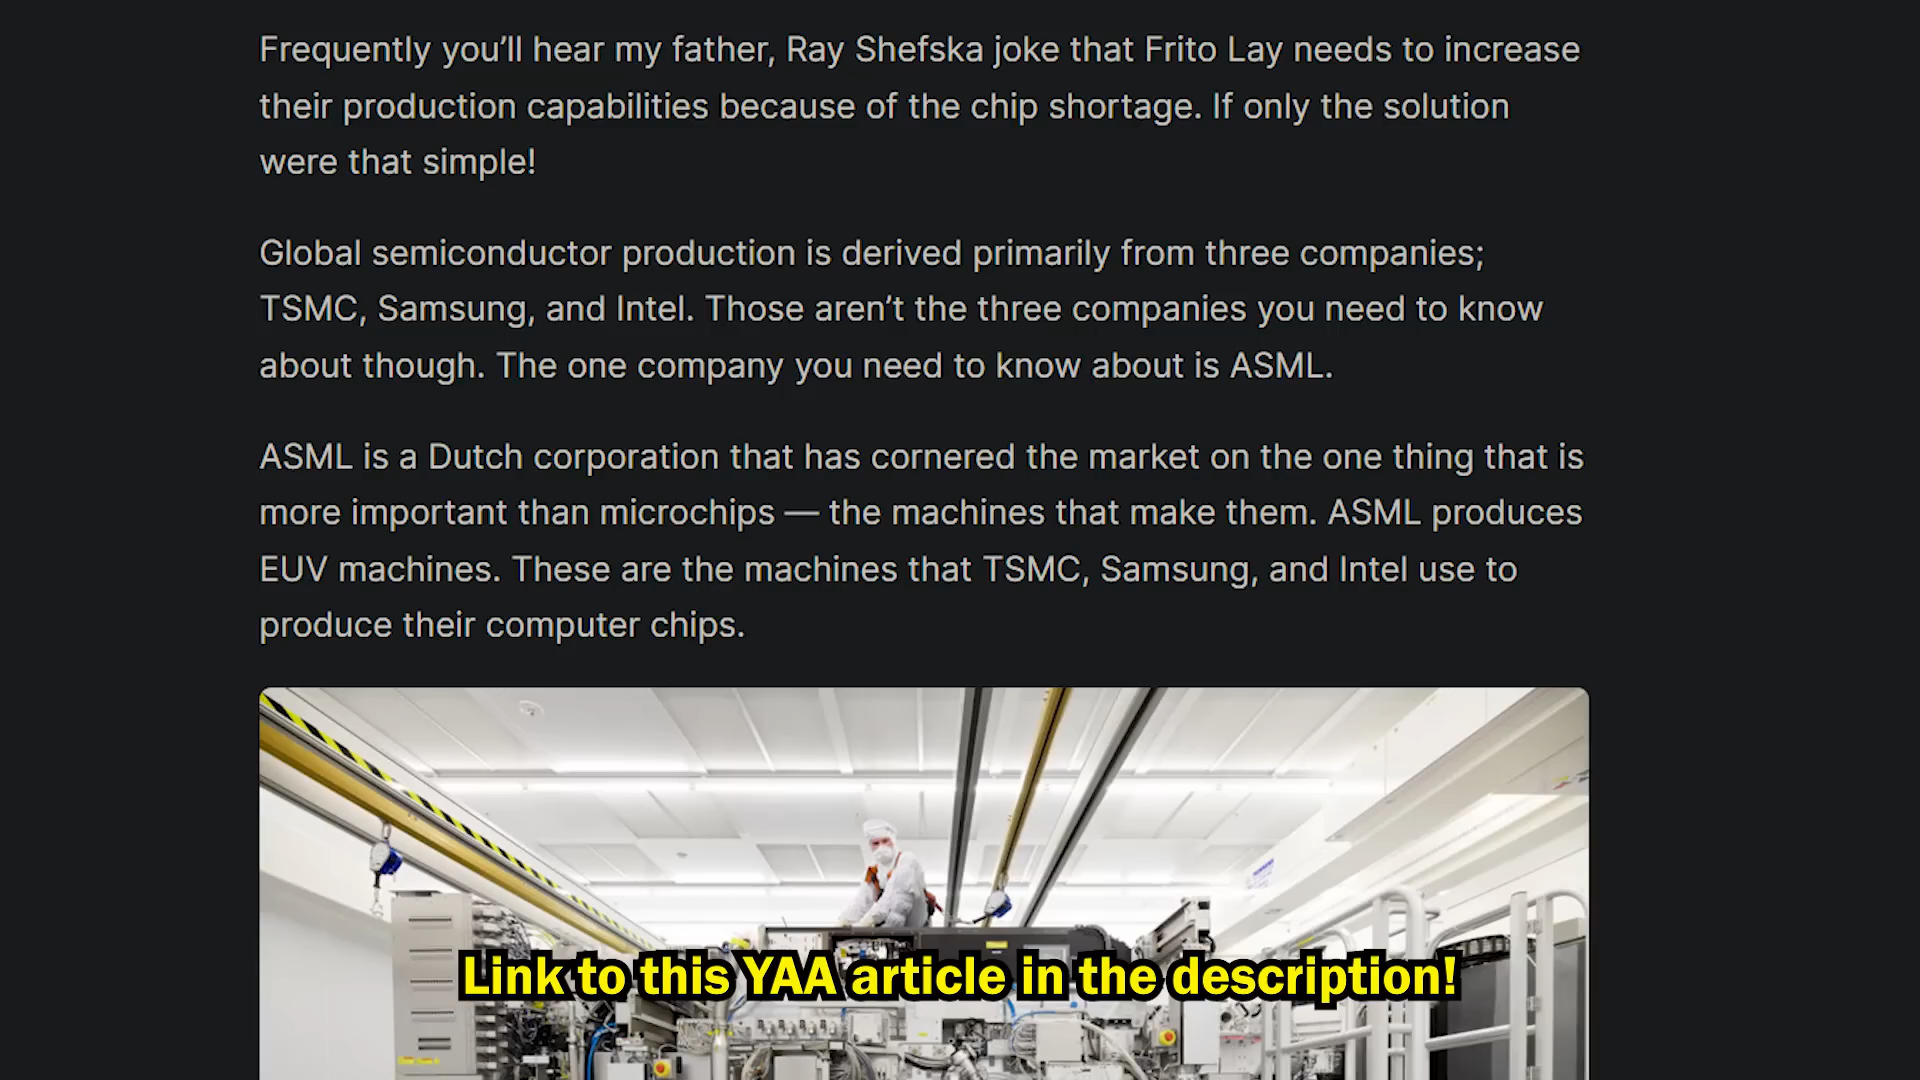 Frequently you’ll hear my father, Ray Shefska joke that Frito Lay needs to increase
their production capabilities because of the chip shortage. If only the solution
were that simple!
Global semiconductor production is derived primarily from three companies;
TSMC, Samsung, and Intel. Those aren’t the three companies you need to know
about though. The one company you need to know about is ASML.
ASML is a Dutch corporation that has cornered the market on the one thing that is
more important than microchips — the machines that make them. ASML produces
EUV machines. These are the machines that TSMC, Samsung, and Intel use to
produce their computer chips.
Link to this YAA article in the description!